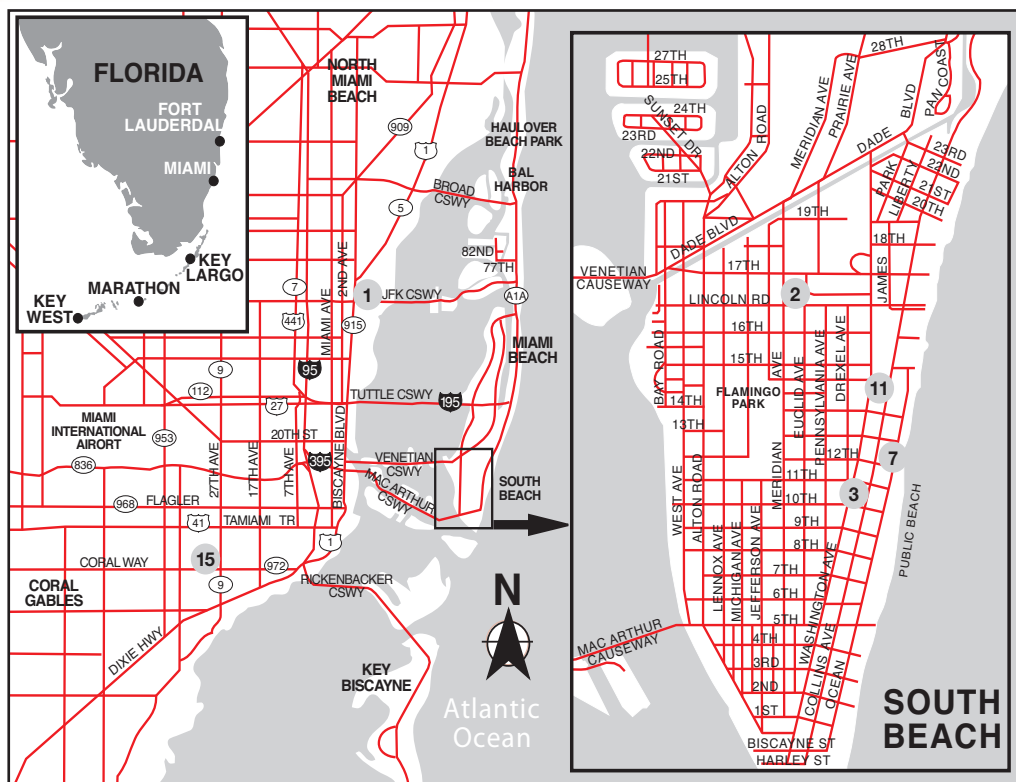 FLORIDA
FORT
LAUDERDAL
MIAMI
KEY
LARGO
MARATHON
KEY
WEST
NORTH
MIAMI
BEACH
909
1
HAULOVER
BEACH PARK
BAL
HARBOR
BROAD
CSWY
5
2ND AVE
82ND
77TH
7
1
JFK CSWY
A1A
441
MIAMI AVE
915
MIAMI
BEACH
9
95
112
27
TUTTLE CSWY
195
MIAMI
INTERNATIONAL
AIRORT
953
20TH ST
BISCAYNE BLVD
836
27TH AVE
17TH AVE
7TH AVE
395
VENETIAN
CSWY
MAC ARTHUR
CSWY
SOUTH
BEACH
968
FLAGLER
41
TAMIAMI TR
1
CORAL WAY
15
972
CORAL
GABLES
9
RICKENBACKER
CSWY
N
DIXIE HWY
KEY
BISCAYNE
Atlantic
Ocean
27TH
25TH
24TH
SUNSET DR
23RD
22ND
21ST
ALTON ROAD
MERIDIAN AVE
PRAIRIE AVE
28TH
DADE
BLVD
PAN COAST
23RD
22ND
21ST
20TH
PARK
LIBERTY
19TH
DADE BLVD
18TH
VENETIAN
CAUSEWAY
17TH
JAMES
LINCOLN RD
2
16TH
15TH
BAY ROAD
FLAMINGO
PARK
AVE
EUCLID AVE
PENNSYLVANIA AVE
DREXEL AVE
11
14TH
13TH
12TH
7
WEST AVE
ALTON ROAD
MERIDIAN
11TH
10TH
3
9TH
8TH
PUBLIC BEACH
LENNOX AVE
MICHIGAN AVE
JEFFERSON AVE
7TH
6TH
5TH
MAC ARTHUR
CAUSEWAY
4TH
3RD
2ND
1ST
WASHINGTON AVE
COLLINS AVE
OCEAN
BISCAYNE ST
HARLEY ST
SOUTH
BEACH